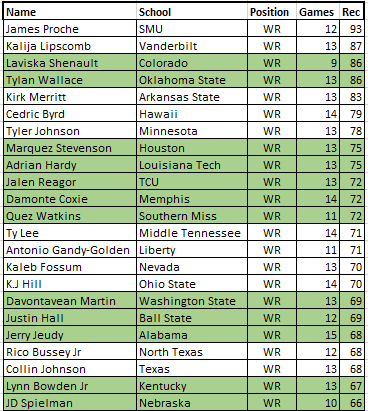 Name School Position Games Rec
James Proche SMU WR 12 93
Kalija Lipscomb Vanderbilt WR 13 87
Laviska Shenault Colorado WR 9 86
Tylan Wallace Oklahoma State WR 13 86
Kirk Merritt Arkansas State WR 13 83
Cedric Byrd Hawaii WR 14 79
Tyler Johnson Minnesota WR 13 78
Marquez Stevenson Houston WR 13 75
Adrian Hardy Louisiana Tech WR 13 75
Jalen Reagor TCU WR 13 72
Damonte Coxie Memphis WR 14 72
Quez Watkins Southern Miss WR 11 72
Ty Lee Middle Tennessee WR 14 71
Antonio Gandy-Golden Liberty WR 11 71
Kaleb Fossum Nevada WR 13 70
K.J Hill Ohio State WR 14 70
Davontavean Martin Washington State WR 13 69
Justin Hall Ball State WR 12 69
Jerry Jeudy Alabama WR 15 68
Rico Bussey Jr North Texas WR 12 68
Collin Johnson Texas WR 13 68
Lynn Bowden Jr Kentucky WR 13 67
JD Spielman Nebraska WR 10 66